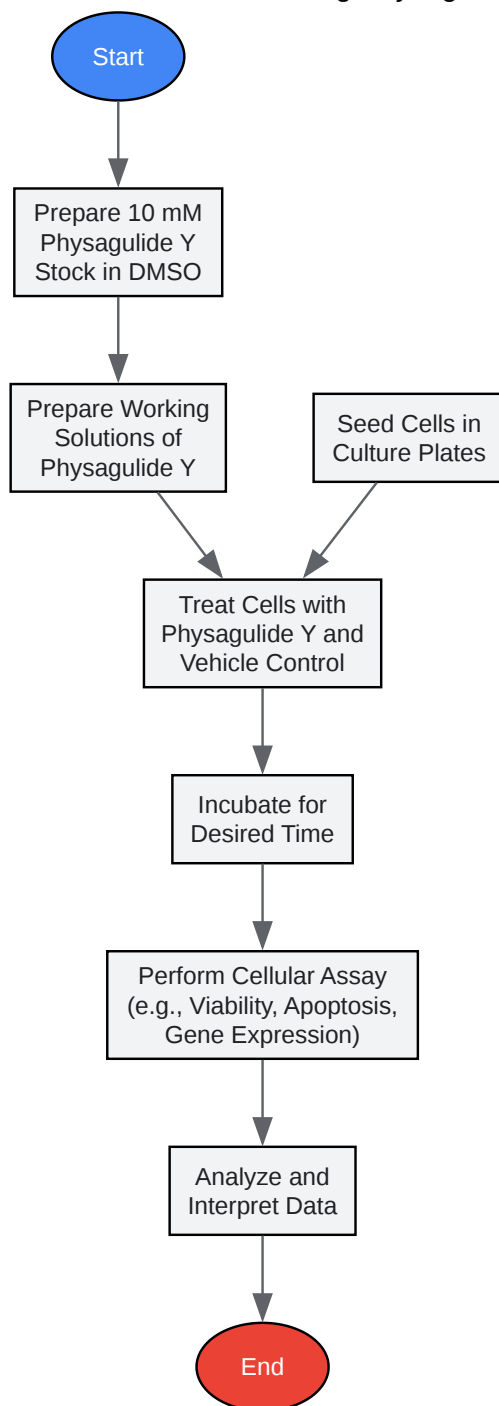 Start
Prepare 10 mM
Physagulide Y
Stock in DMSO
Prepare Working
Solutions of
Physagulide Y
Seed Cells in
Culture Plates
Treat Cells with
Physagulide Y and
Vehicle Control
Incubate for
Desired Time
Perform Cellular Assay
(e.g., Viability, Apoptosis,
Gene Expression)
Analyze and
Interpret Data
End